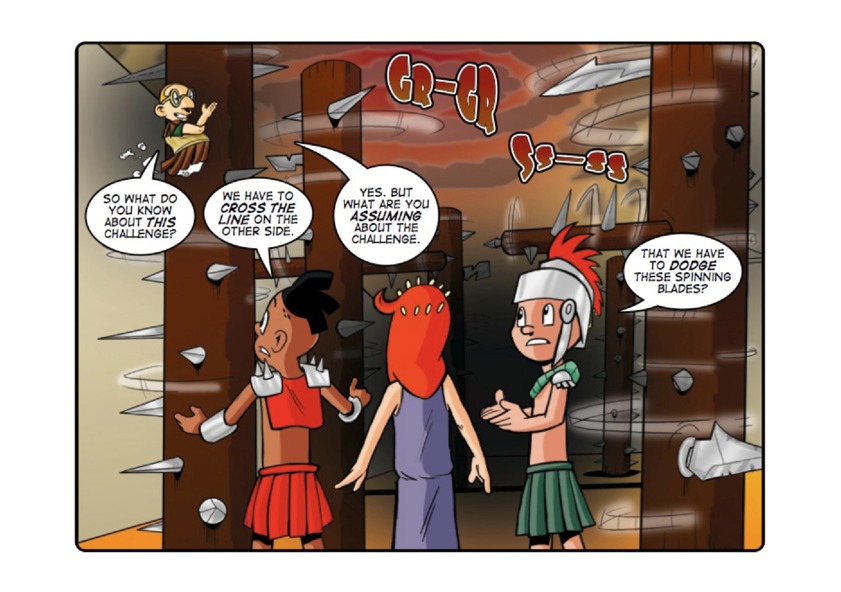 GR-GR
SS-SS
SO WHAT DO
YOU KNOW
ABOUT THIS
CHALLENGE?
WE HAVE TO
CROSS THE
LINE ON THE
OTHER SIDE.
YES. BUT
WHAT ARE YOU
ASSUMING
ABOUT THE
CHALLENGE.
THAT WE HAVE
TO DODGE
THESE SPINNING
BLADES?